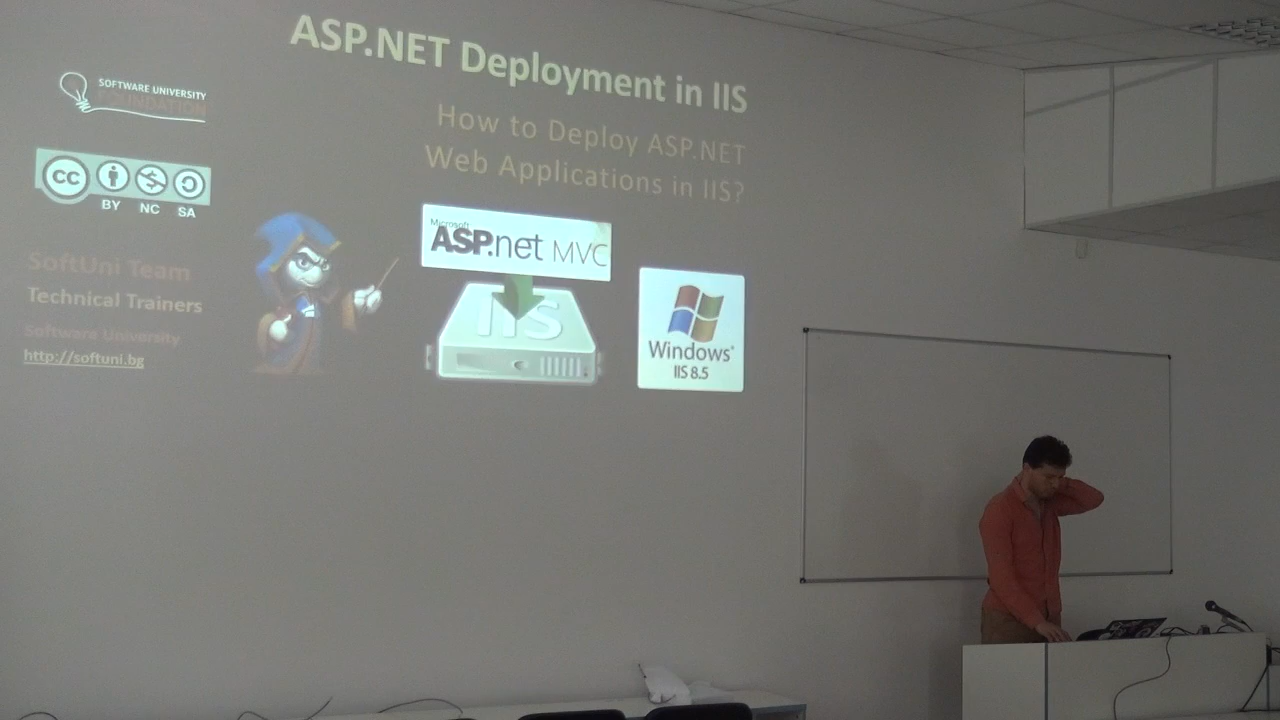 ASP.NET Deployment in IIS
How to Deploy ASP.NET
Web Applications in IIS?
SOFTWARE UNIVERSITY
FOUNDATION
CC
BY NC SA
Microsoft
ASP.net MVC
IIS
Windows
IIS 8.5
SoftUni Team
Technical Trainers
Software University
http://softuni.bg